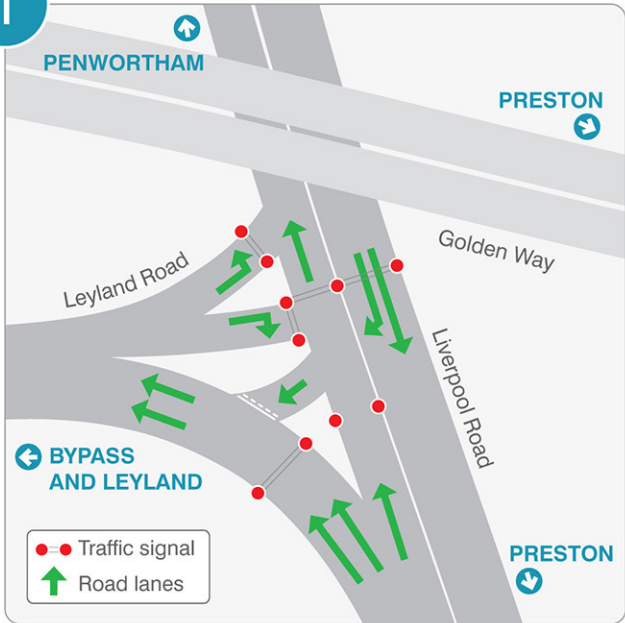 PENWORTHAM
PRESTON
Golden Way
Leyland Road
Liverpool Road
BYPASS
AND LEYLAND
Traffic signal
Road lanes
PRESTON